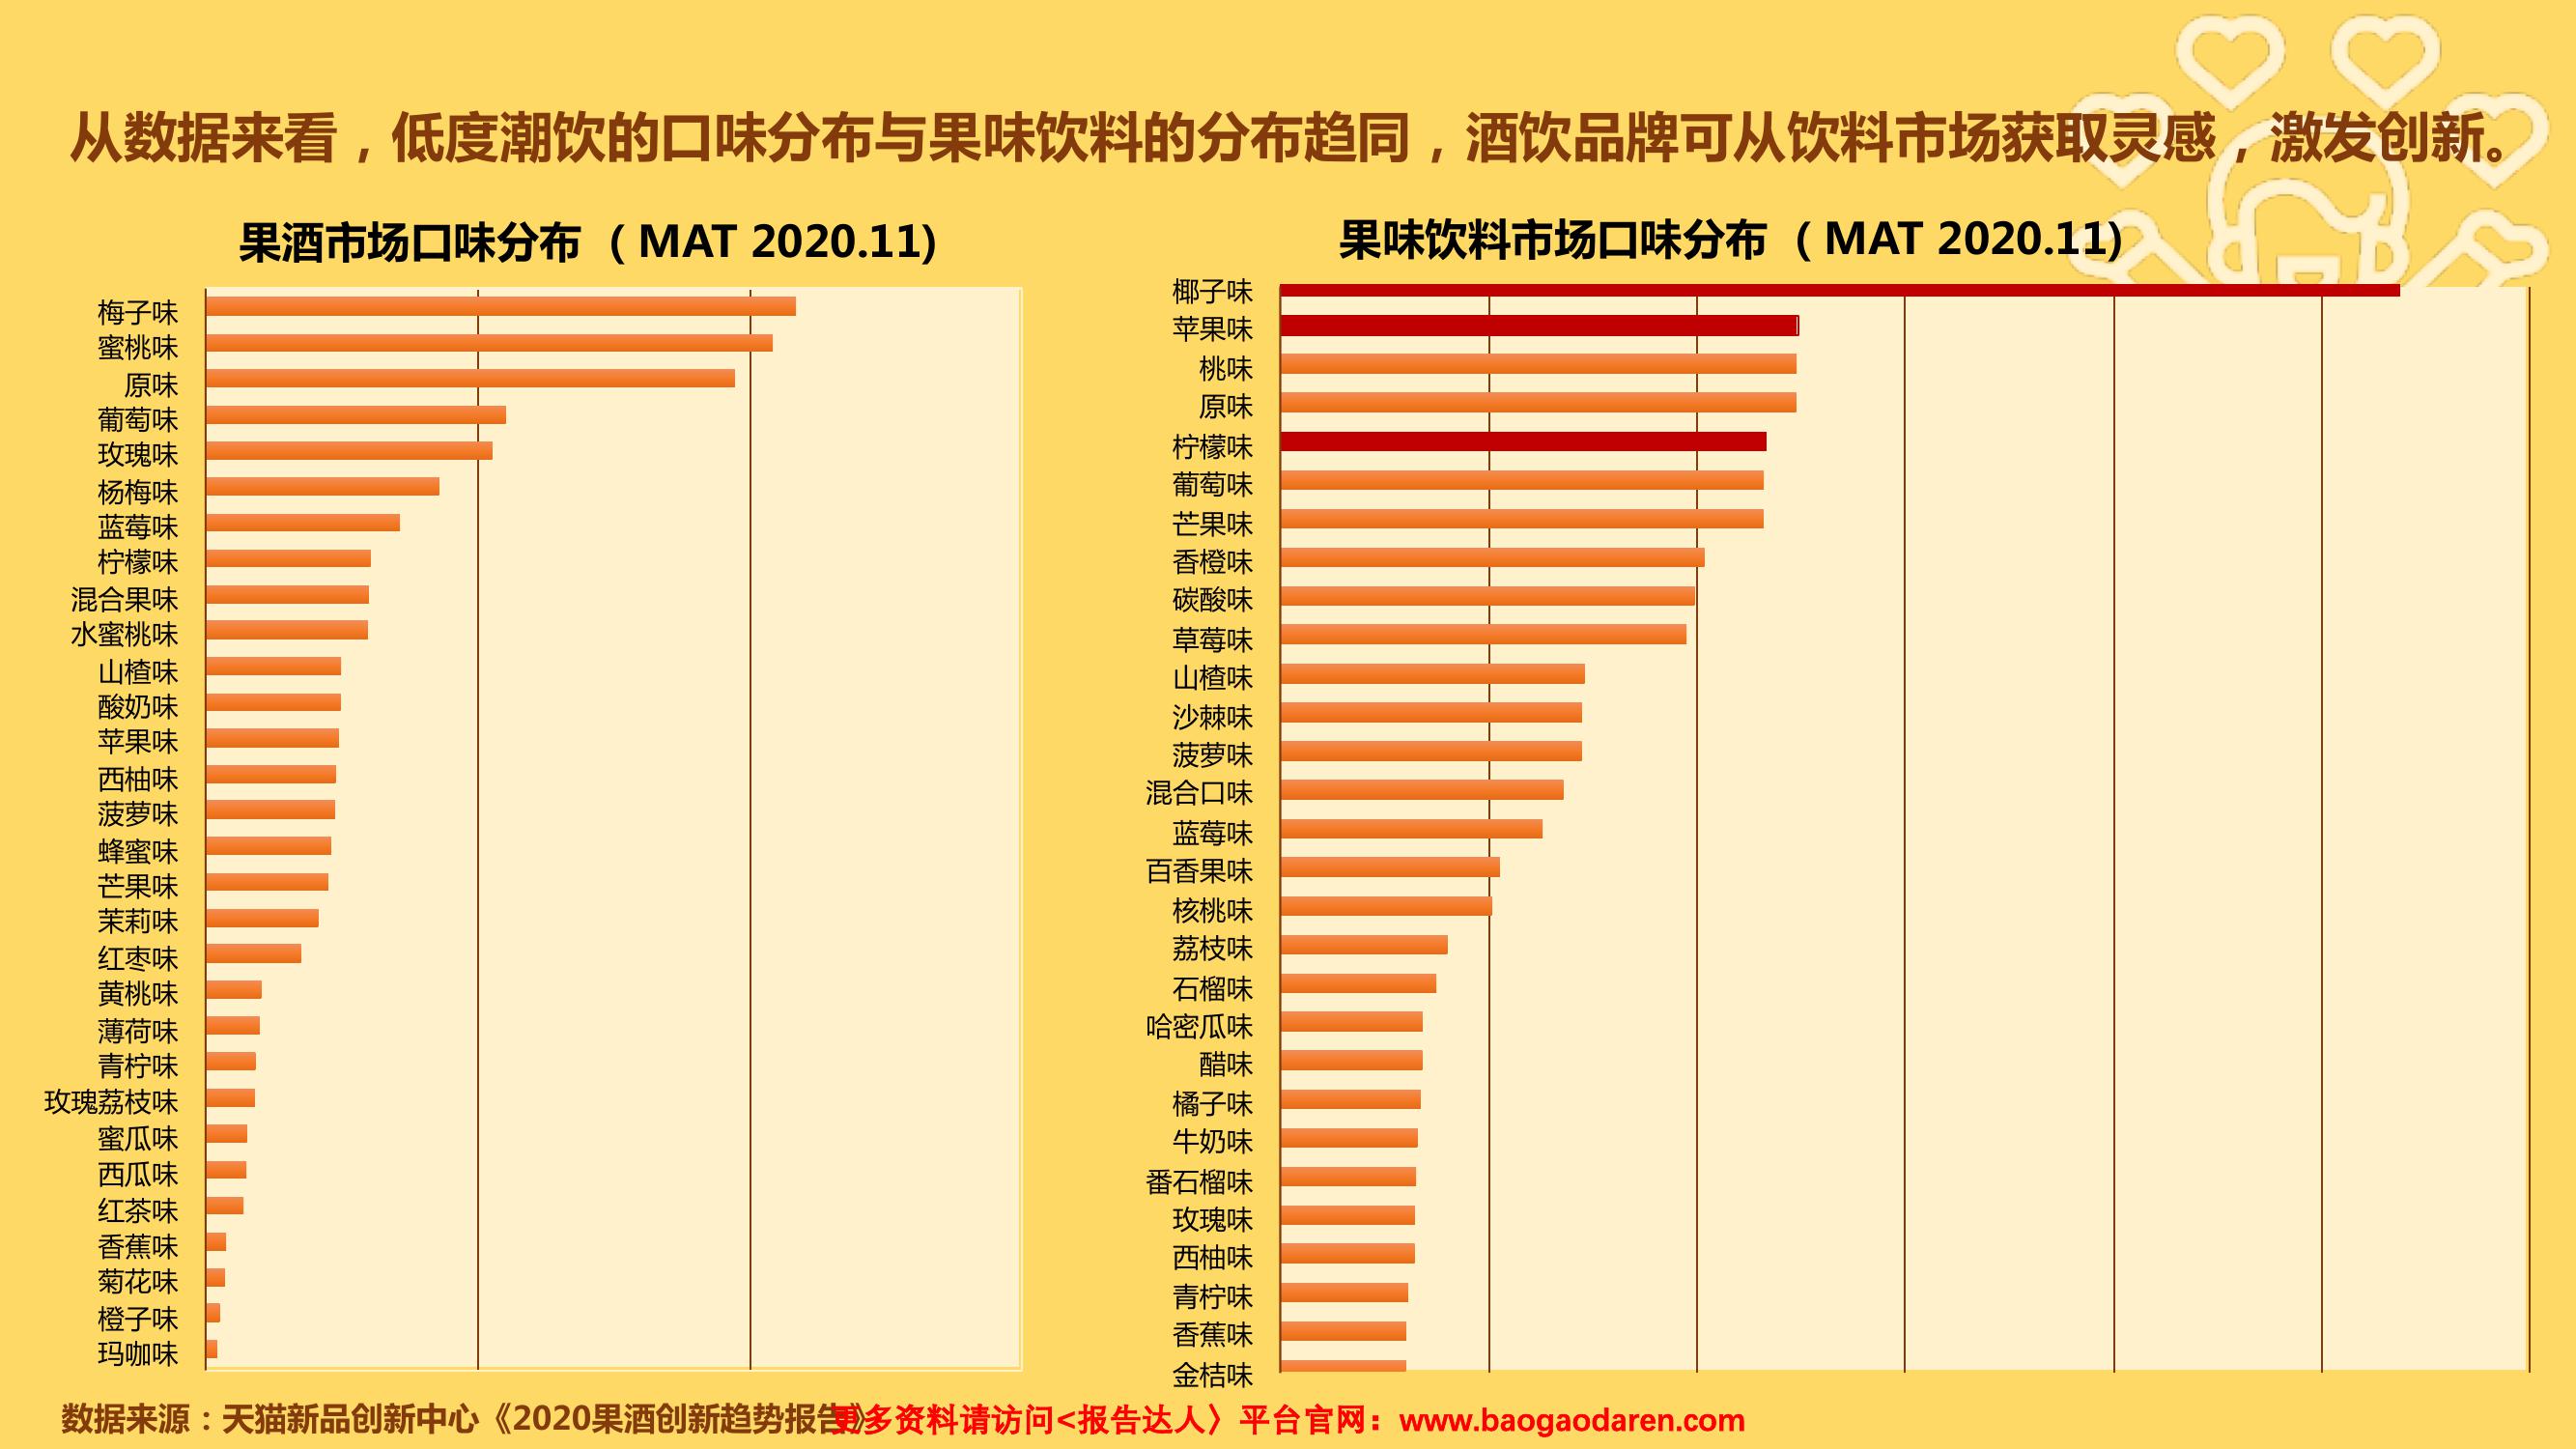 从数据来看，低度潮饮的口味分布与果味饮料的分布趋同，酒饮品牌可从饮料市场获取灵感，激发创新。
果酒市场口味分布（MAT 2020.11)
梅子味
蜜桃味
原味
葡萄味
玫瑰味
杨梅味
蓝莓味
柠檬味
混合果味
水蜜桃味
山楂味
酸奶味
苹果味
西柚味
菠萝味
蜂蜜味
芒果味
茉莉味
红枣味
黄桃味
薄荷味
青柠味
玫瑰荔枝味
蜜瓜味
西瓜味
红茶味
香蕉味
菊花味
橙子味
玛咖味
果味饮料市场口味分布（MAT 2020.11)
椰子味
苹果味
桃味
原味
柠檬味
葡萄味
芒果味
香橙味
碳酸味
草莓味
山楂味
沙棘味
菠萝味
混合口味
蓝莓味
百香果味
核桃味
荔枝味
石榴味
哈密瓜味
醋味
橘子味
牛奶味
番石榴味
玫瑰味
西柚味
青柠味
香蕉味
金桔味
数据来源：天猫新品创新中心《2020果酒创新趋势报告》
更多资料请访问<报告达人〉平台官网：www.baogaodaren.com